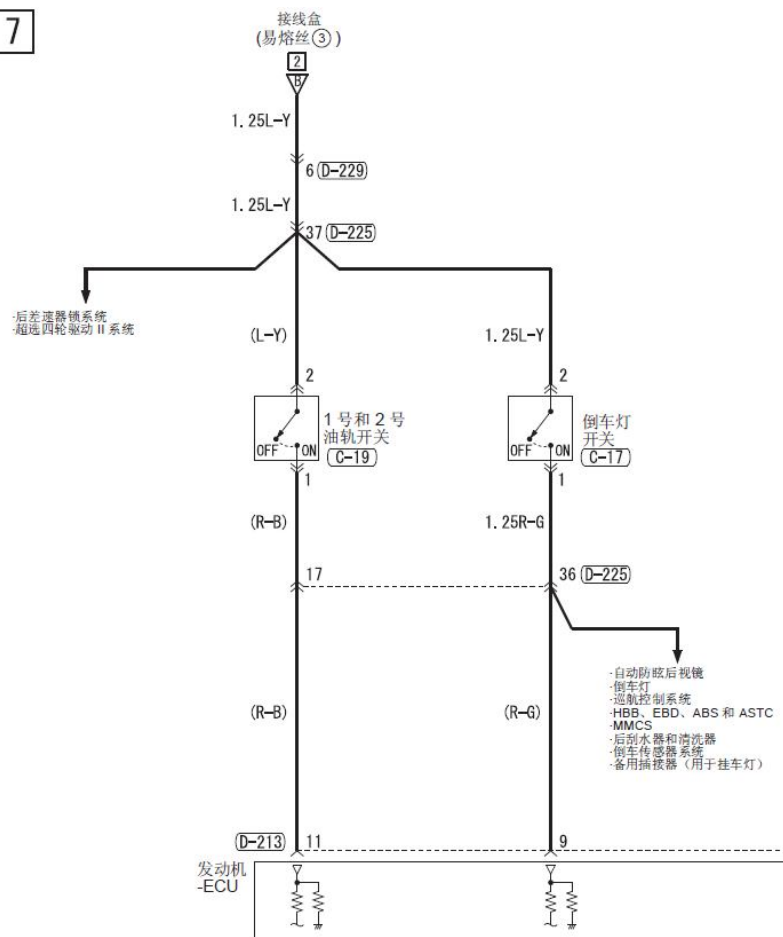 7
接线盒
(易熔丝③)
2
B
1.25L-Y
6 (D-229)
1.25L-Y
37 (D-225)
·后差速器锁系统
·超选四轮驱动 II 系统
(L-Y)
1.25L-Y
2
2
1 号和 2 号
油轨开关
OFF ON
(C-19)
倒车灯
开关
OFF ON
(C-17)
1
1
(R-B)
1.25R-G
17
36 (D-225)
·自动防眩后视镜
·倒车灯
·巡航控制系统
·HBB、EBD、ABS 和 ASTC
·MMCS
·后刮水器和清洗器
·倒车传感器系统
·备用插接器（用于挂车灯）
(R-B)
(R-G)
(D-213) 11
9
发动机
-ECU